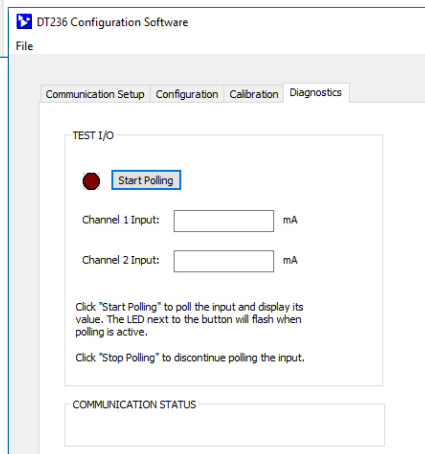 DT236 Configuration Software
File
Communication Setup Configuration Calibration Diagnostics
TEST I/O
Start Polling
Channel 1 Input: mA
Channel 2 Input: mA
Click "Start Polling" to poll the input and display its
value. The LED next to the button will flash when
polling is active.
Click "Stop Polling" to discontinue polling the input.
COMMUNICATION STATUS